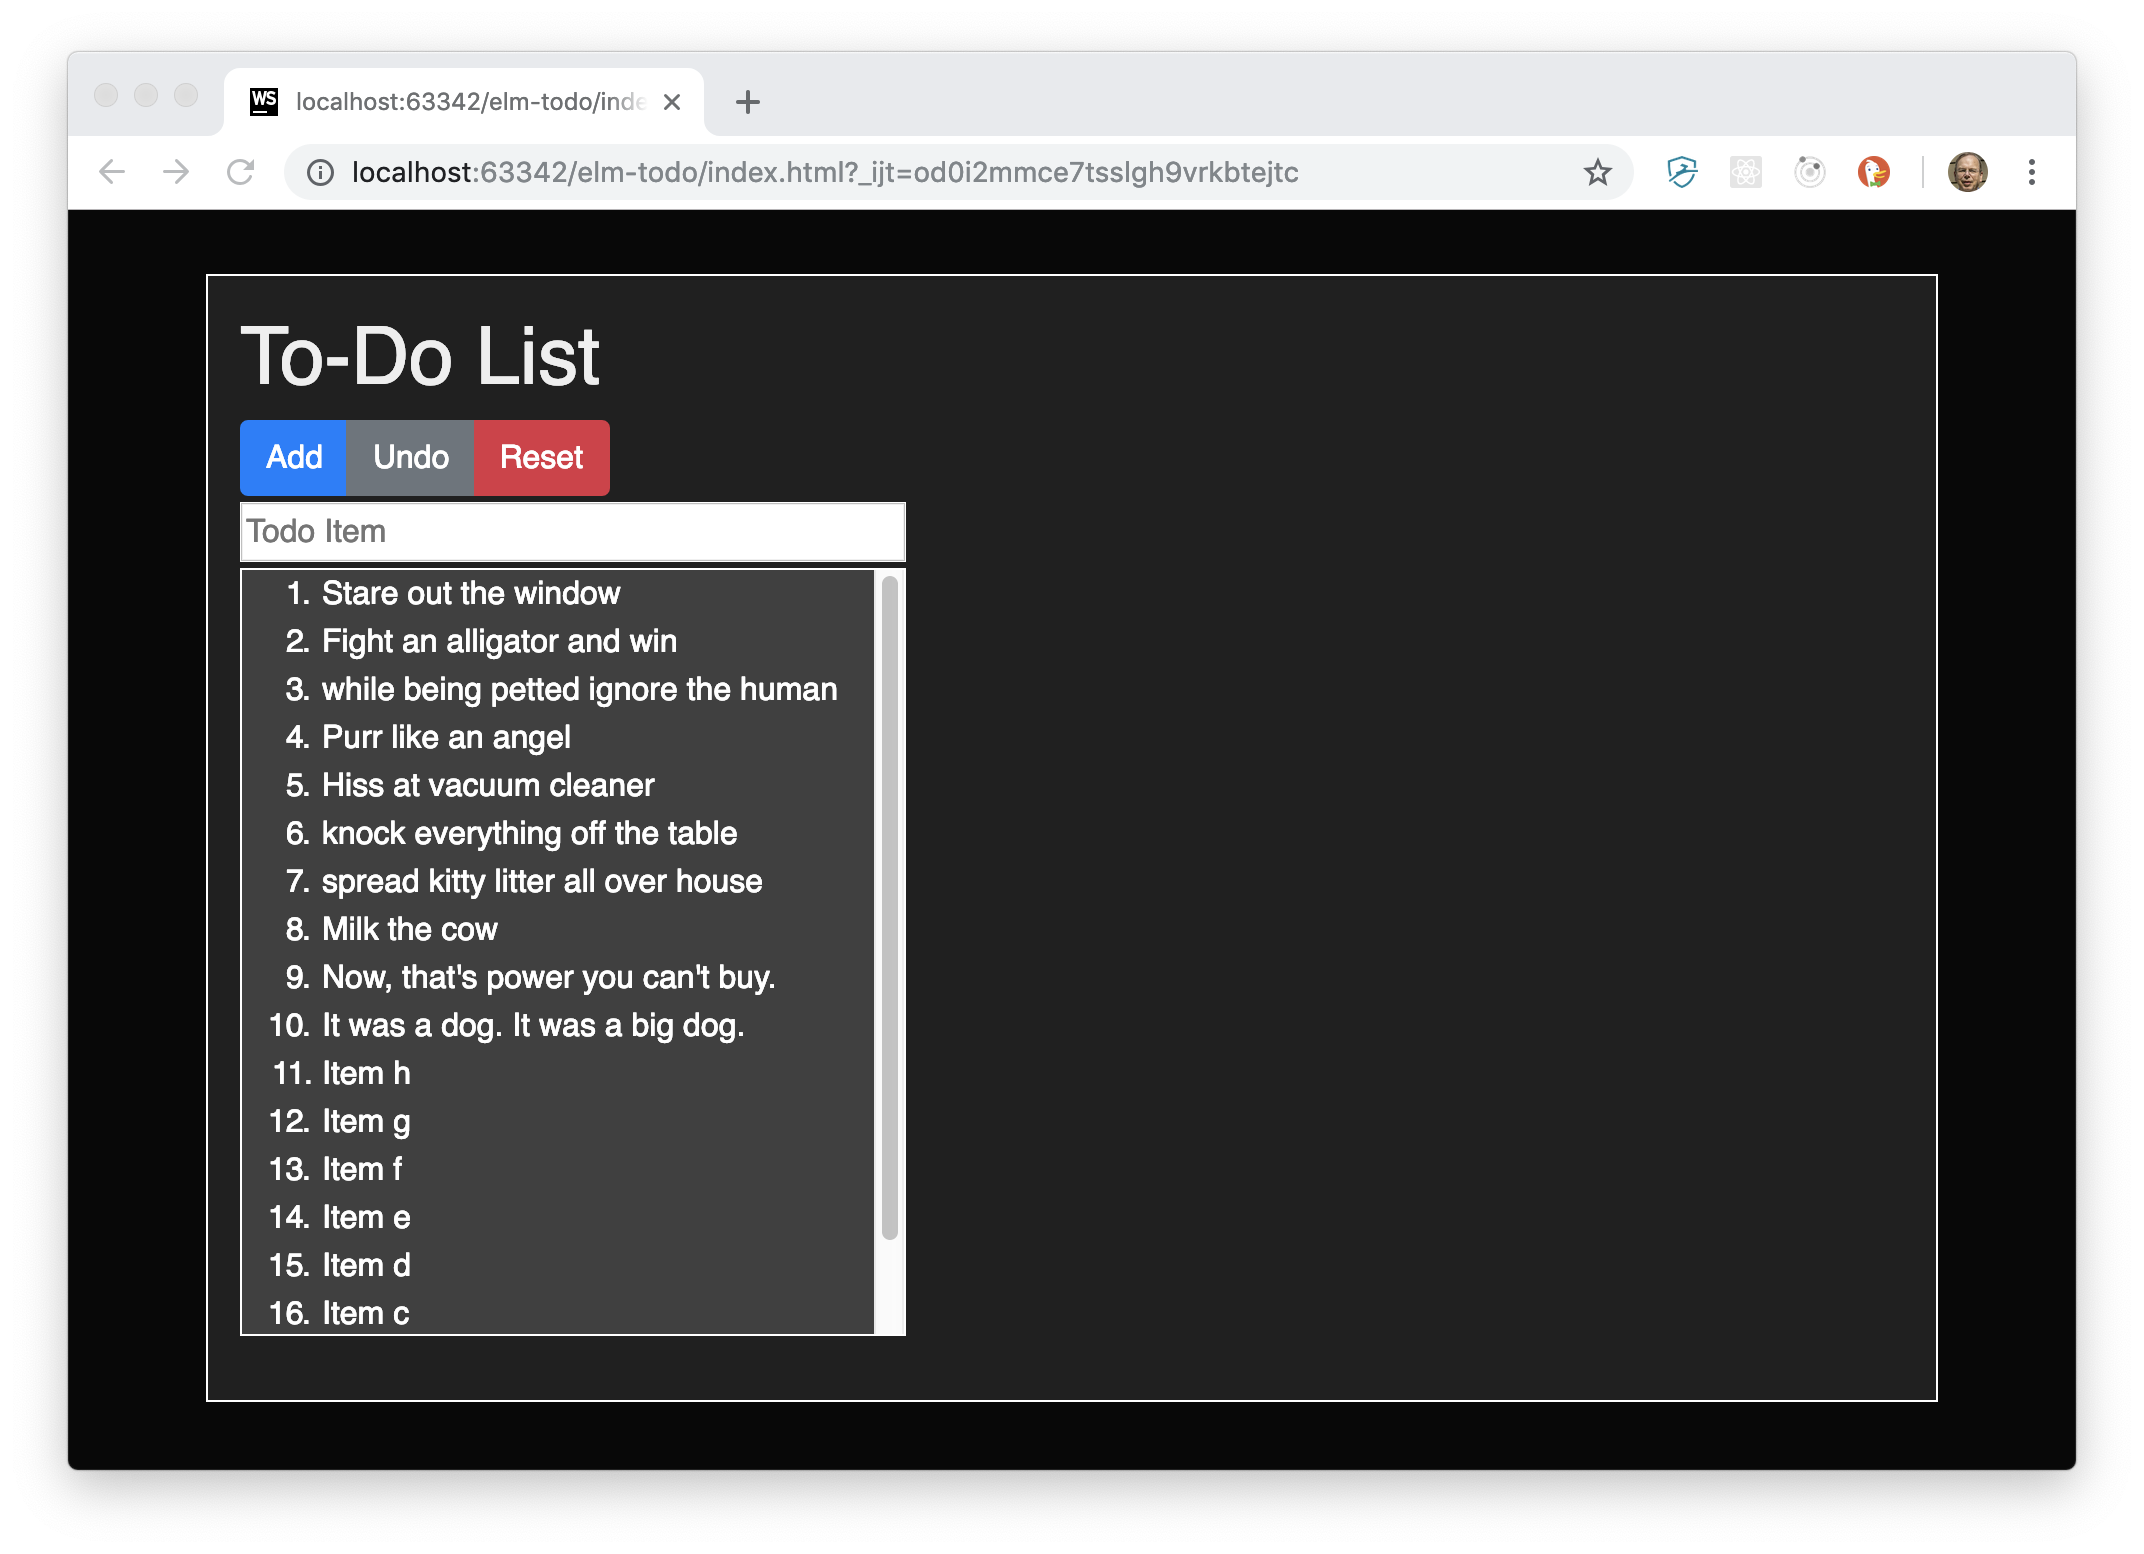 WS localhost:63342/elm-todo/inde
localhost:63342/elm-todo/index.html?_ijt=od0i2mmce7tsslgh9vrkbtejtc
To-Do List
Add Undo Reset
Todo Item
1. Stare out the window
2. Fight an alligator and win
3. while being petted ignore the human
4. Purr like an angel
5. Hiss at vacuum cleaner
6. knock everything off the table
7. spread kitty litter all over house
8. Milk the cow
9. Now, that's power you can't buy.
10. It was a dog. It was a big dog.
11. Item h
12. Item g
13. Item f
14. Item e
15. Item d
16. Item c